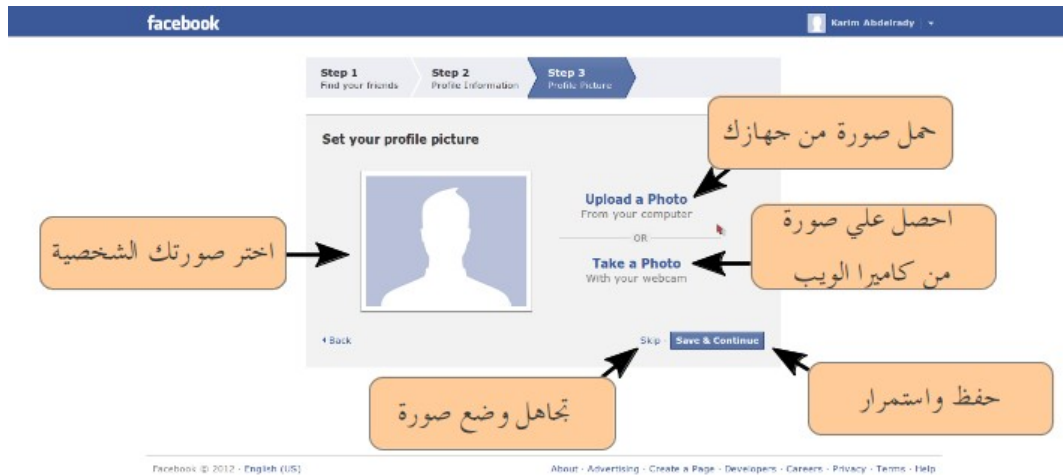 facebook
Karim Abdelrady
Step 1
Find your friends
Step 2
Profile Information
Step 3
Profile Picture
Set your profile picture
حمل صورة من جهازك
Upload a Photo
From your computer
OR
احصل علي صورة
من كاميرا الويب
Take a Photo
With your webcam
اختر صورتك الشخصية
Back
Skip · Save & Continue
تجاهل وضع صورة
حفظ واستمرار
Facebook © 2012 · English (US)
About · Advertising · Create a Page · Developers · Careers · Privacy · Terms · Help